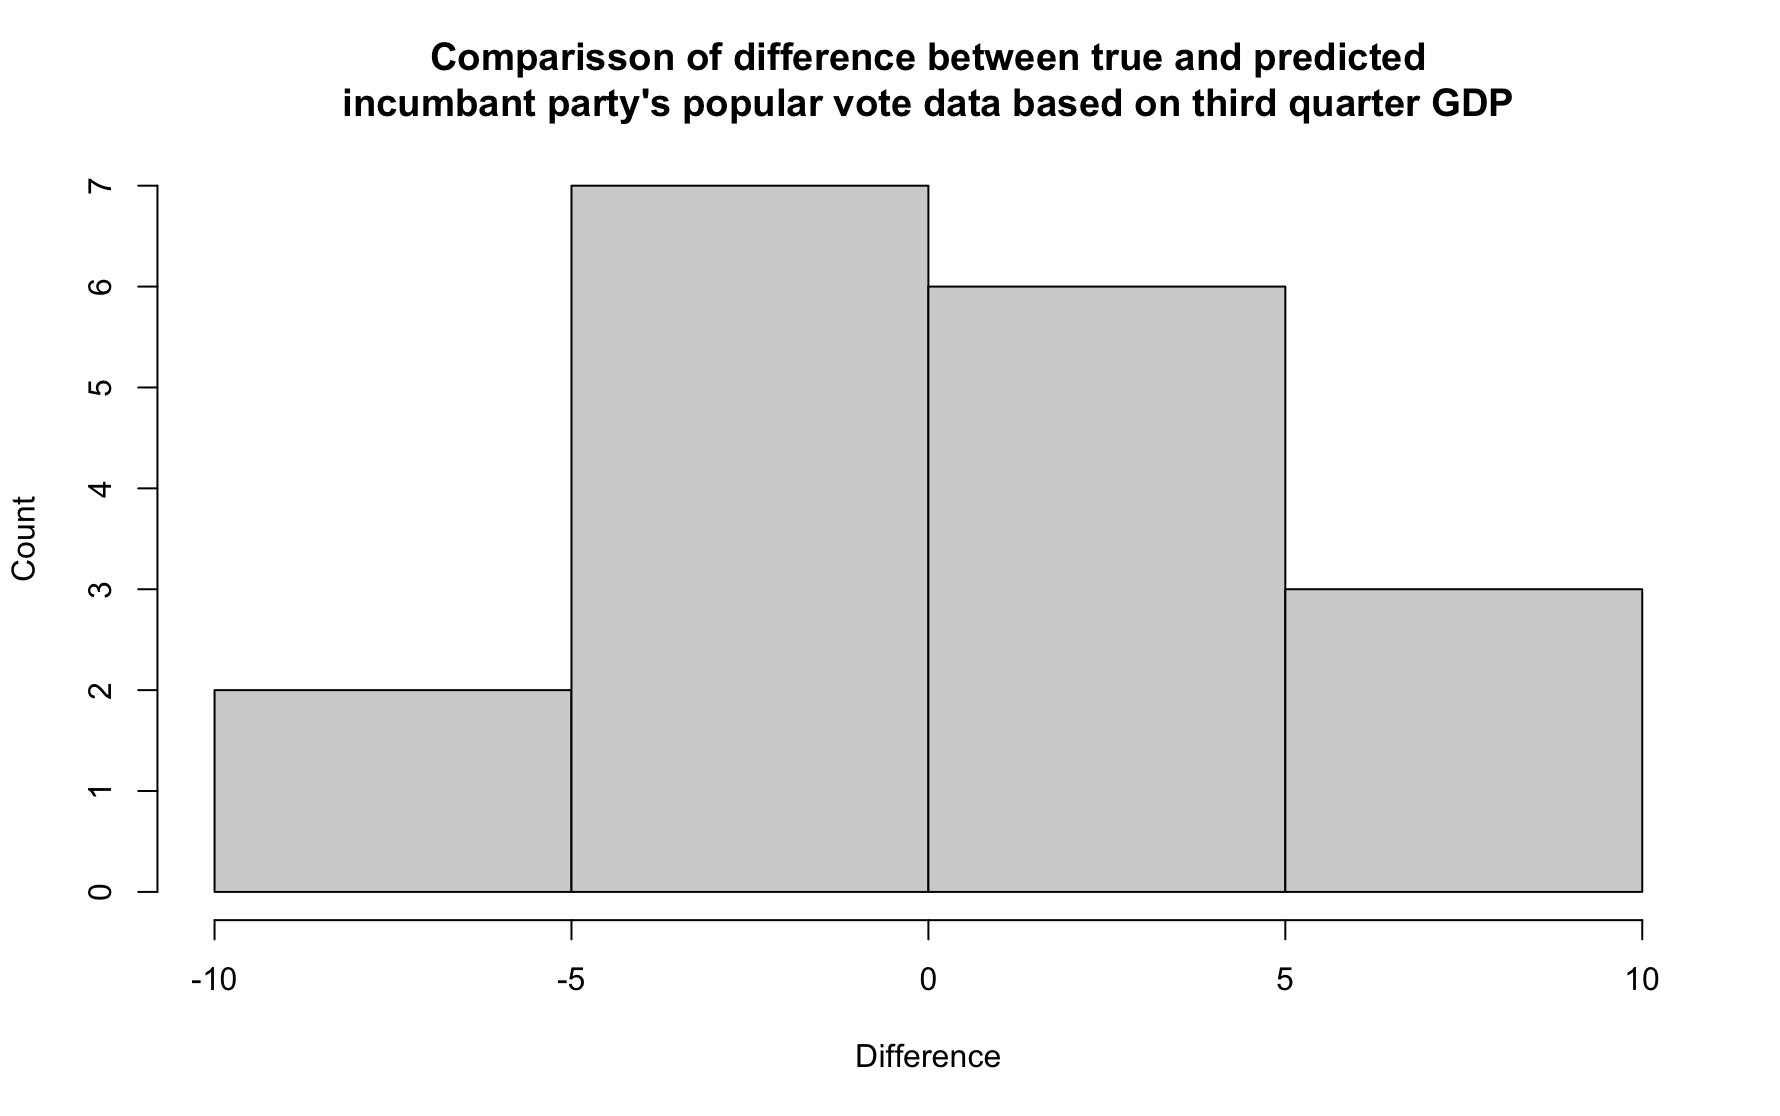 Comparisson of difference between true and predicted
incumbant party's popular vote data based on third quarter GDP
7
6
5
4
3
2
1
0
Count
-10 -5 0 5 10
Difference